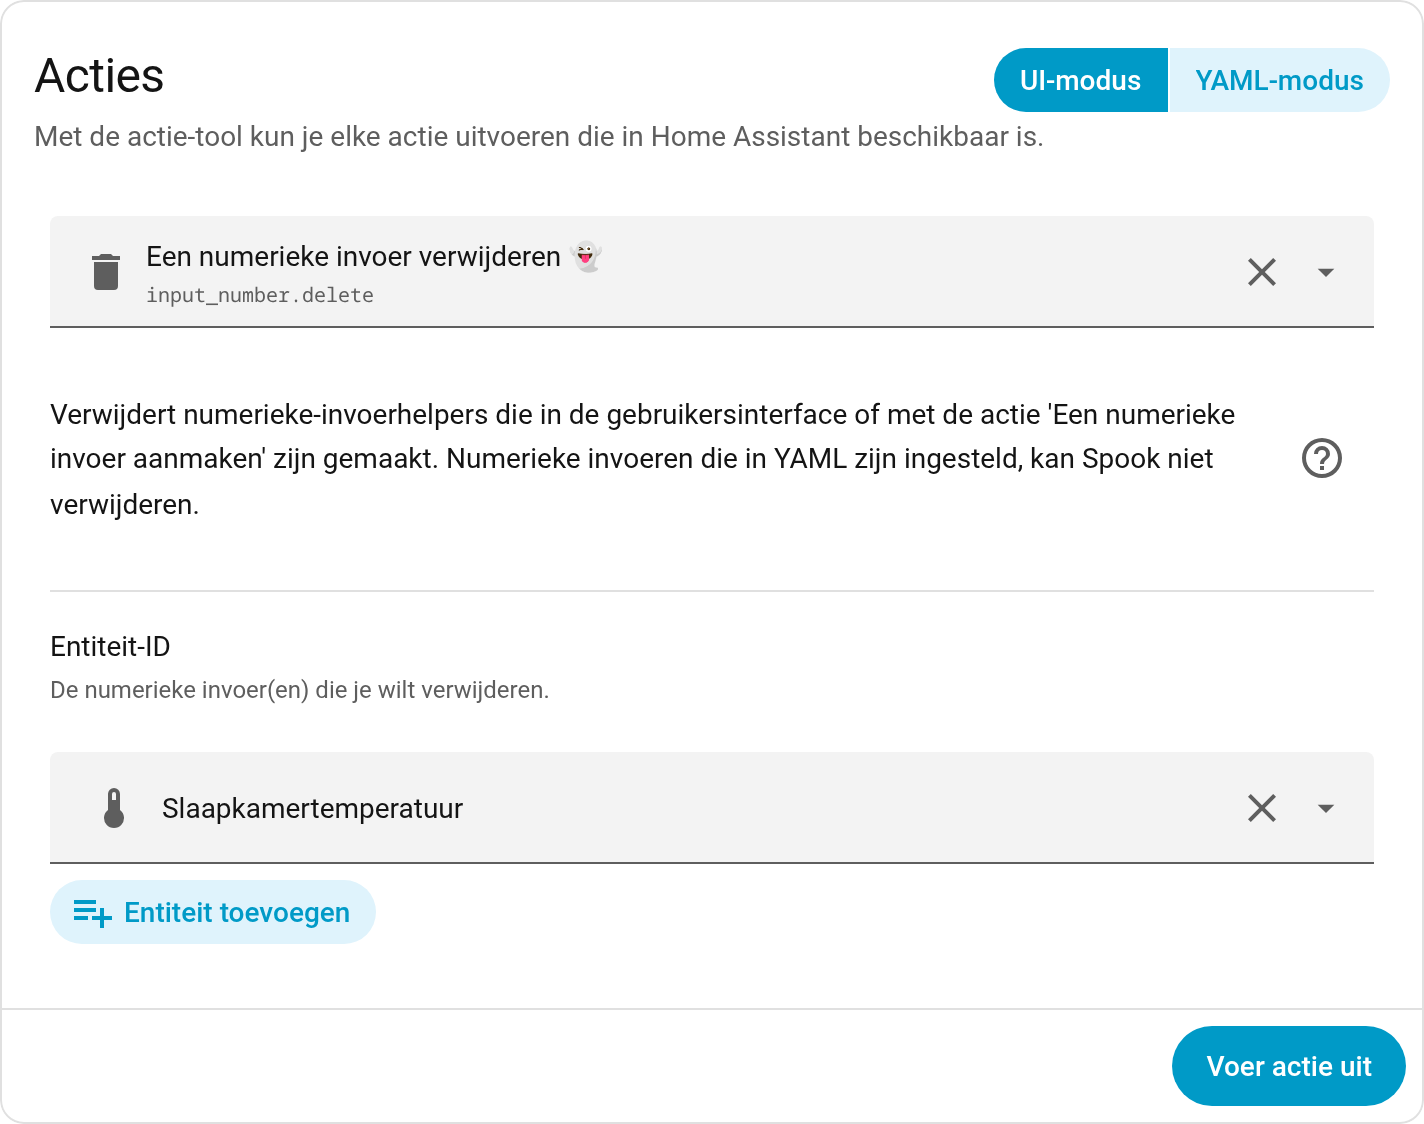 Acties
UI-modus
YAML-modus
Met de actie-tool kun je elke actie uitvoeren die in Home Assistant beschikbaar is.
Een numerieke invoer verwijderen 👻
input_number.delete
Verwijdert numerieke-invoerhelpers die in de gebruikersinterface of met de actie 'Een numerieke
invoer aanmaken' zijn gemaakt. Numerieke invoeren die in YAML zijn ingesteld, kan Spook niet
verwijderen.
Entiteit-ID
De numerieke invoer(en) die je wilt verwijderen.
Slaapkamertemperatuur
Entiteit toevoegen
Voer actie uit